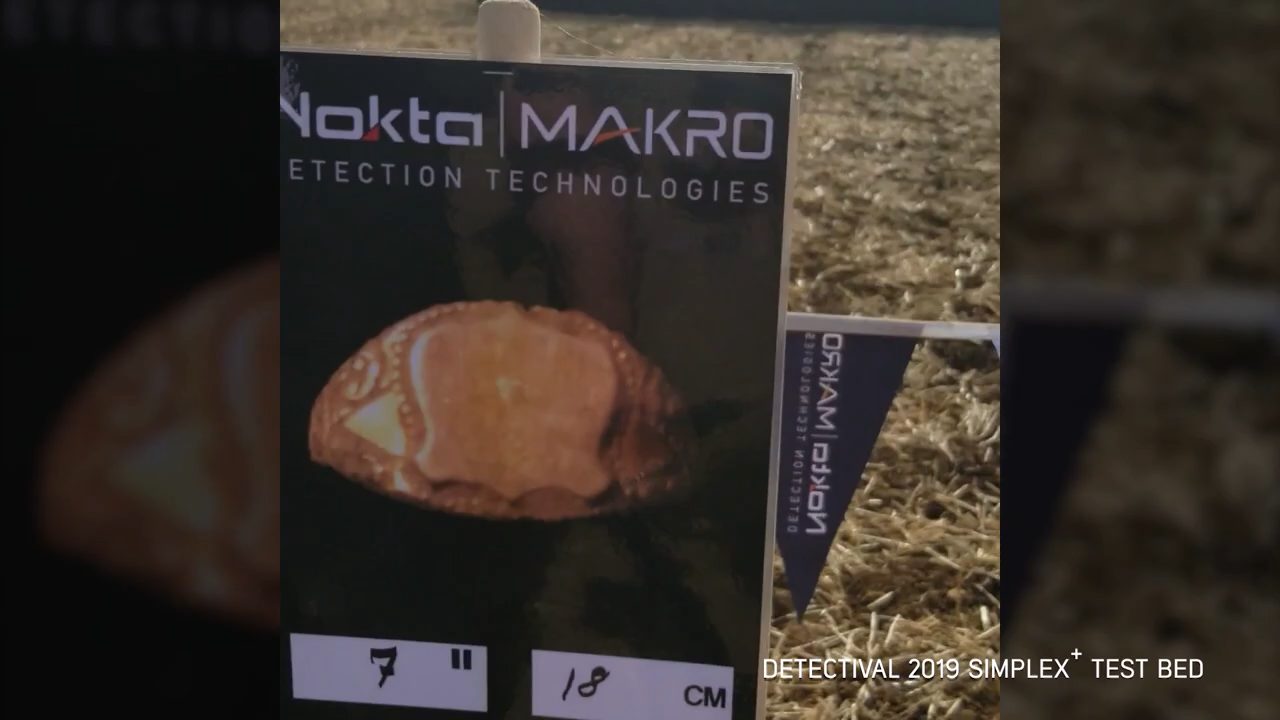 Nokta | MAKRO
ETECTION TECHNOLOGIES
Nokta | MAKRO
DETECTION TECHNOLOGIES
7 "
18 CM
DETECTIVAL 2019 SIMPLEX+ TEST BED